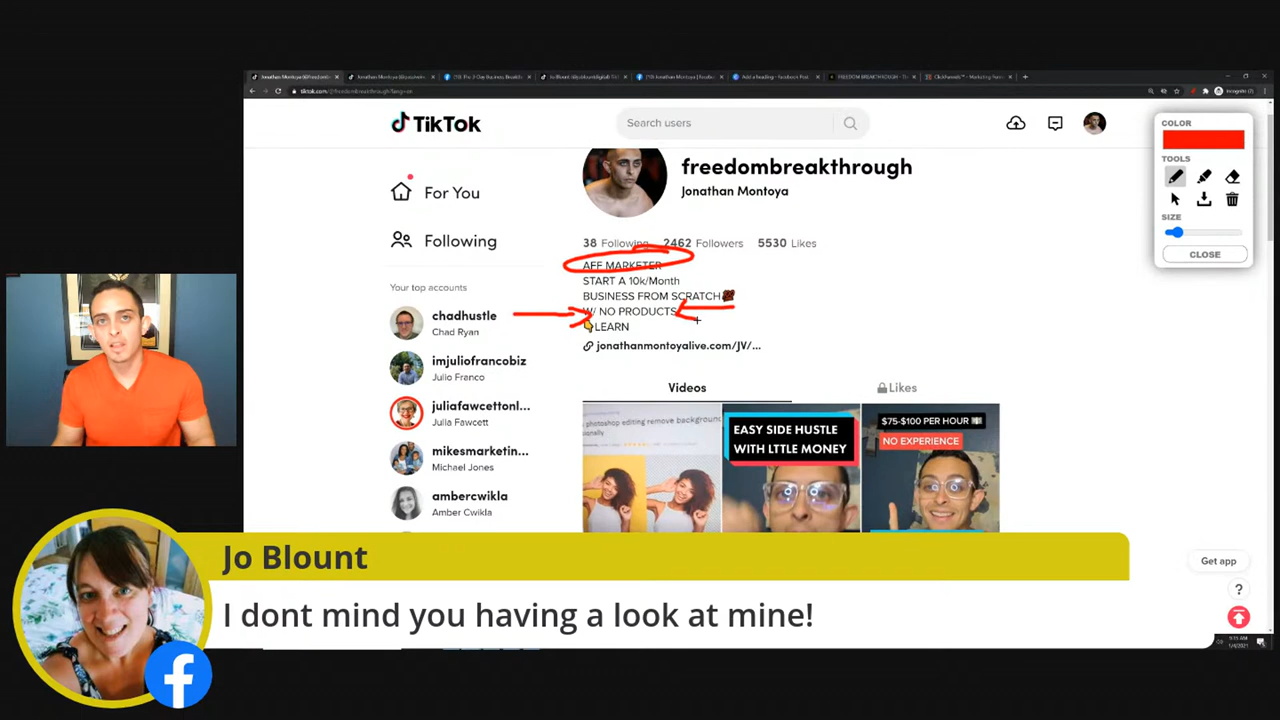 TikTok
Search users
COLOR
TOOLS
SIZE
CLOSE
For You
Following
Your top accounts
chadhustle
Chad Ryan
imjuliofrancobiz
Julio Franco
juliafawcettonl...
Julia Fawcett
mikesmarketin...
Michael Jones
ambercwikla
Amber Cwikla
freedombreakthrough
Jonathan Montoya
38 Following 2462 Followers 5530 Likes
AFF MARKETER
START A 10k/Month
BUSINESS FROM SCRATCH
W/ NO PRODUCTS
LEARN
jonathanmontoyalive.com/JV/...
Videos
Likes
photoshop editing remove background
EASY SIDE HUSTLE
WITH LTTLE MONEY
$75-$100 PER HOUR
NO EXPERIENCE
Get app
?
Jo Blount
I dont mind you having a look at mine!